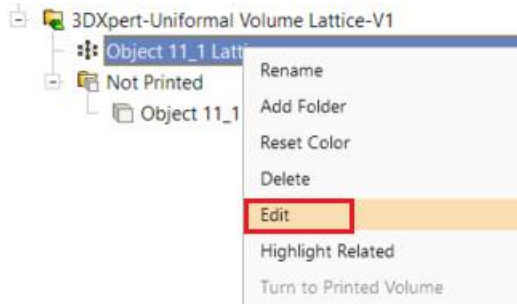 3DXpert-Uniformal Volume Lattice-V1
Object 11_1
Rename
Not Printed
Add Folder
Object 11_1
Reset Color
Delete
Edit
Highlight Related
Turn to Printed Volume